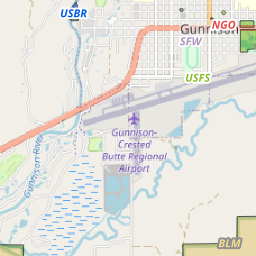 USBR
Gunnison
NGO
SFW
USFS
Gunnison-
Crested
Butte Regional
Airport
Gunnison River
BLM